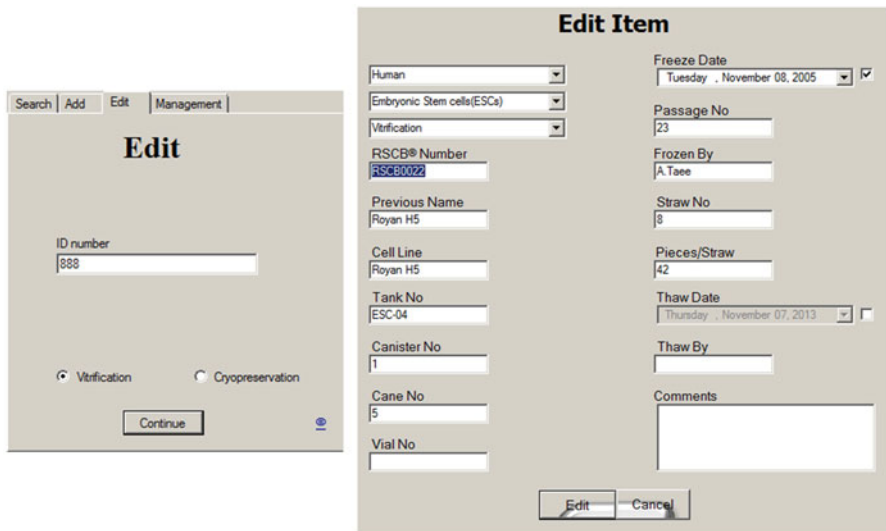 Search
Add
Edit
Management
Edit
ID number
888
Vitrification
Cryopreservation
Continue
Edit Item
Human
Embryonic Stem cells(ESCs)
Vitrification
RSCB® Number
RSCB0022
Previous Name
Royan H5
Cell Line
Royan H5
Tank No
ESC-04
Canister No
1
Cane No
5
Vial No
Freeze Date
Tuesday , November 08, 2005
Passage No
23
Frozen By
A.Taee
Straw No
8
Pieces/Straw
42
Thaw Date
Thursday , November 07, 2013
Thaw By
Comments
Edit
Cancel